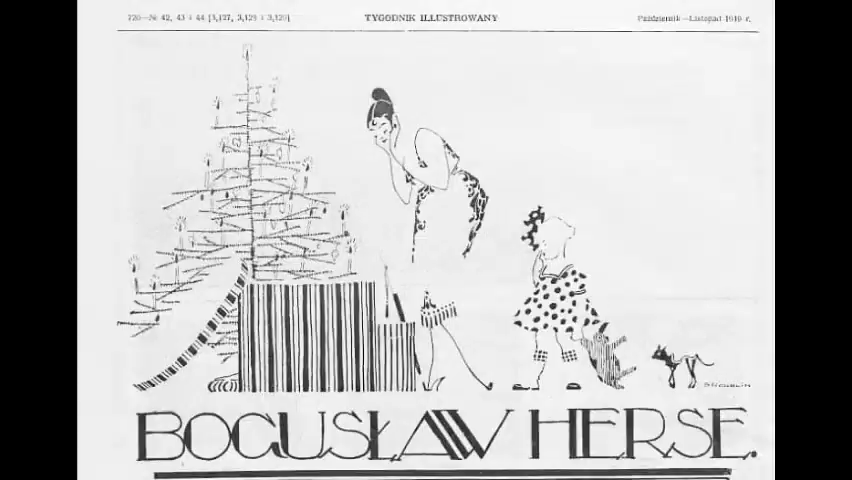 720—№ 42, 43 i 44 [3,127, 3,128 i 3,129]
TYGODNIK ILLUSTROWANY
Październik—Listopad 1919 r.
BOGUSŁAW HERSE.